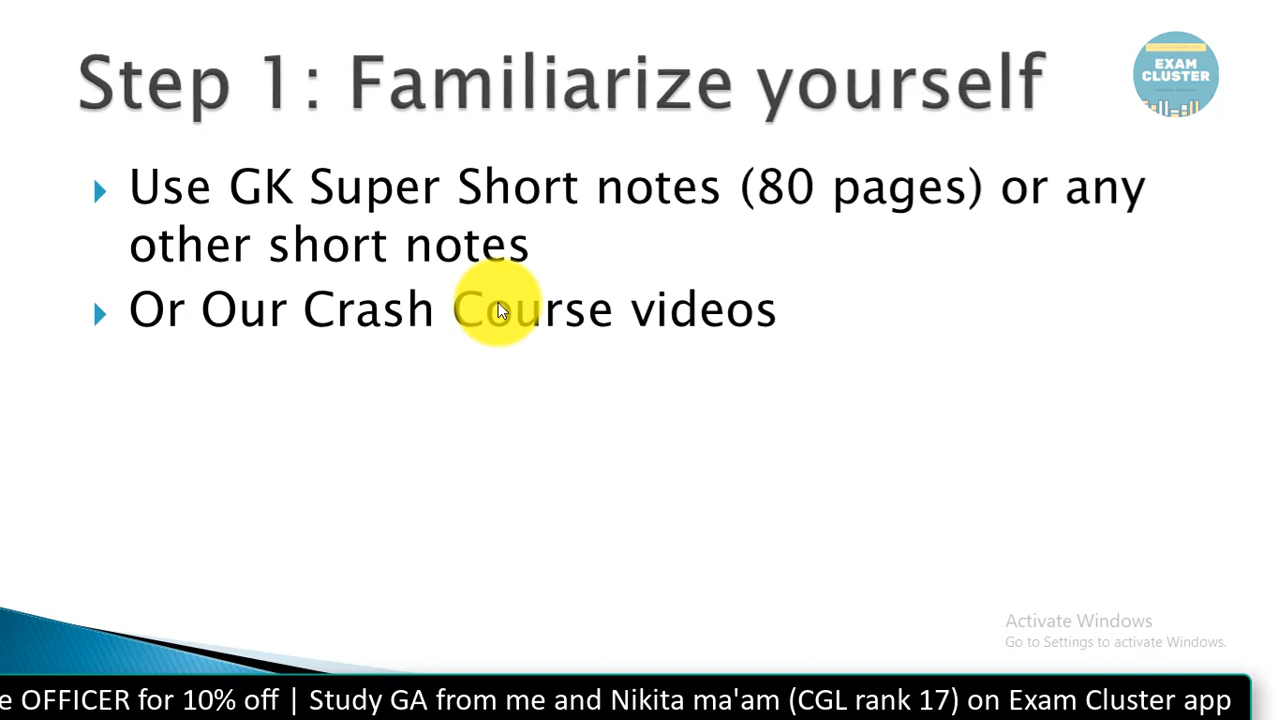 Step 1: Familiarize yourself
EXAM
CLUSTER
Use GK Super Short notes (80 pages) or any
other short notes
Or Our Crash Course videos
Activate Windows
Go to Settings to activate Windows.
e OFFICER for 10% off | Study GA from me and Nikita ma'am (CGL rank 17) on Exam Cluster app